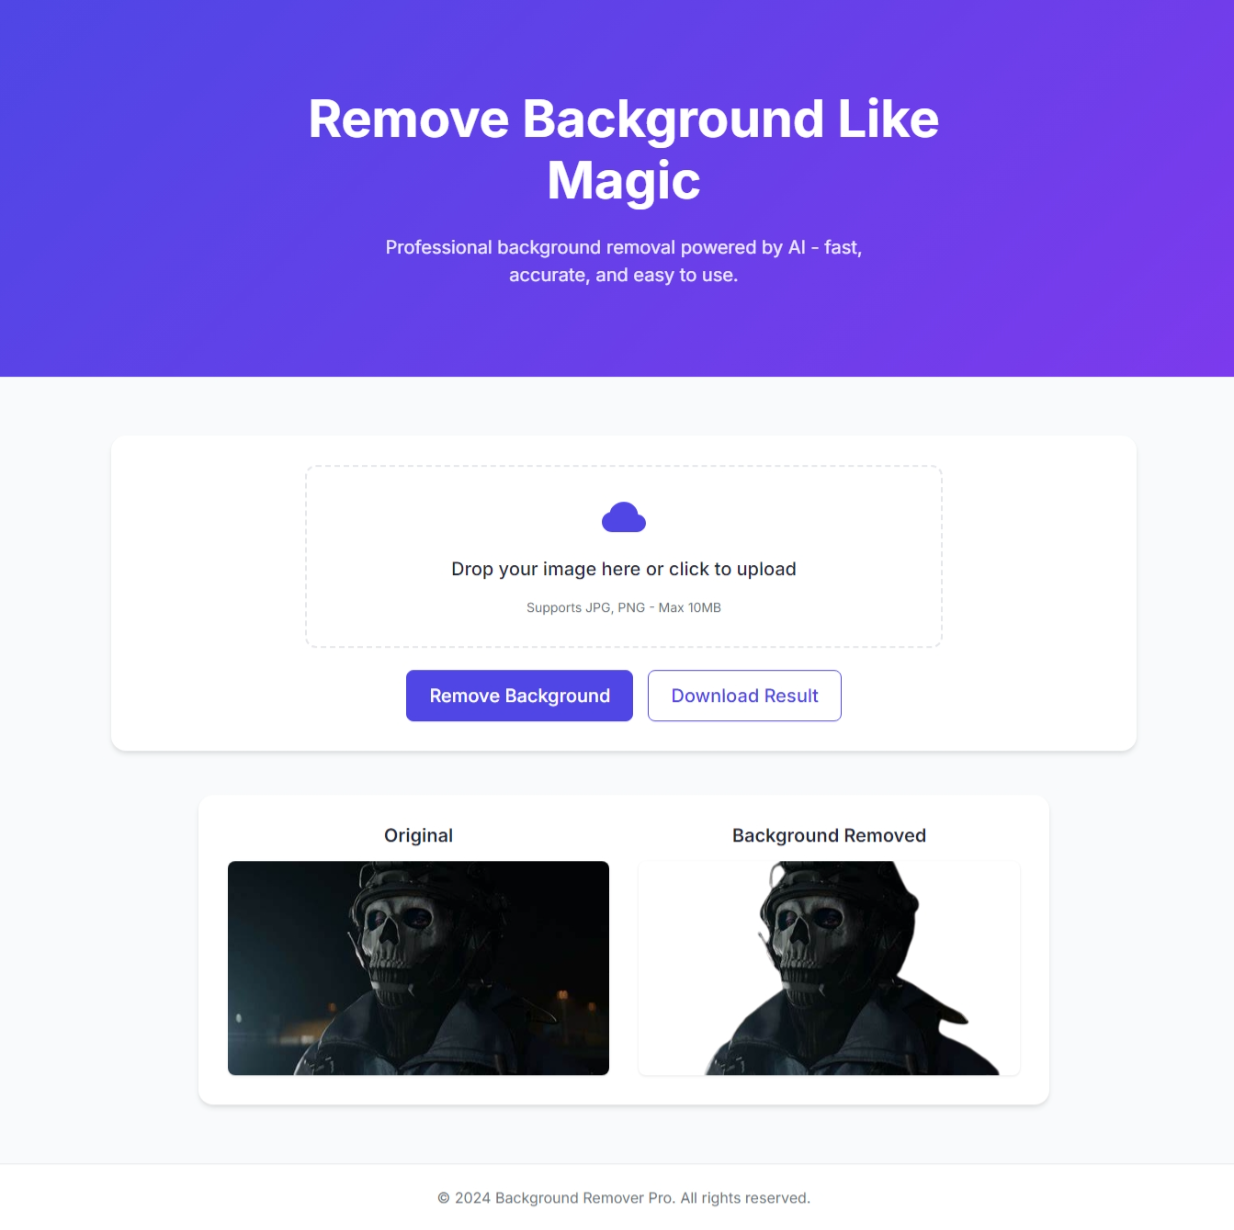 Remove Background Like
Magic
Professional background removal powered by AI - fast,
accurate, and easy to use.
Drop your image here or click to upload
Supports JPG, PNG - Max 10MB
Remove Background
Download Result
Original
Background Removed
© 2024 Background Remover Pro. All rights reserved.